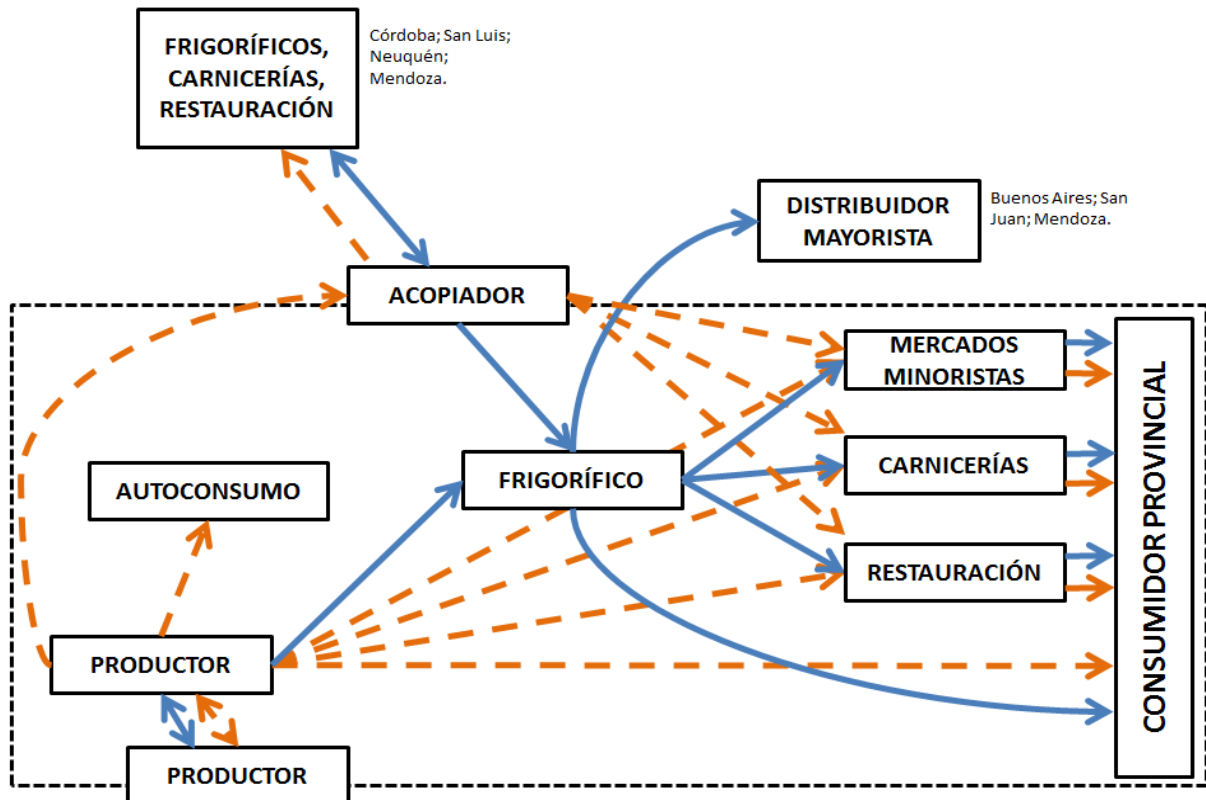 FRIGORÍFICOS,
CARNICERÍAS,
RESTAURACIÓN
Córdoba; San Luis;
Neuquén;
Mendoza.
DISTRIBUIDOR
MAYORISTA
Buenos Aires; San
Juan; Mendoza.
ACOPIADOR
MERCADOS
MINORISTAS
CARNICERÍAS
FRIGORÍFICO
AUTOCONSUMO
RESTAURACIÓN
CONSUMIDOR PROVINCIAL
PRODUCTOR
PRODUCTOR